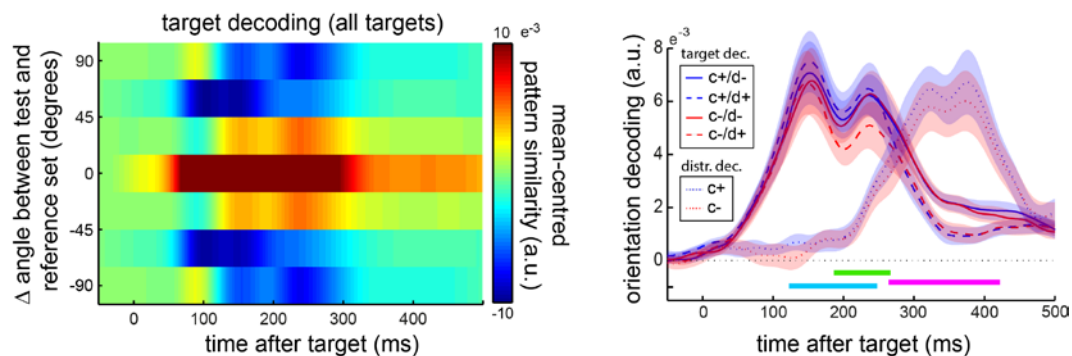 target decoding (all targets)
Δ angle between test and
reference set (degrees)
90
45
0
-45
-90
0
100
200
300
400
time after target (ms)
10
e⁻³
-10
mean-centred
pattern similarity (a.u.)
orientation decoding (a.u.)
8 e⁻³
6
4
2
0
target dec.
c+/d-
c+/d+
c-/d-
c-/d+
distr. dec.
c+
c-
0
100
200
300
400
500
time after target (ms)